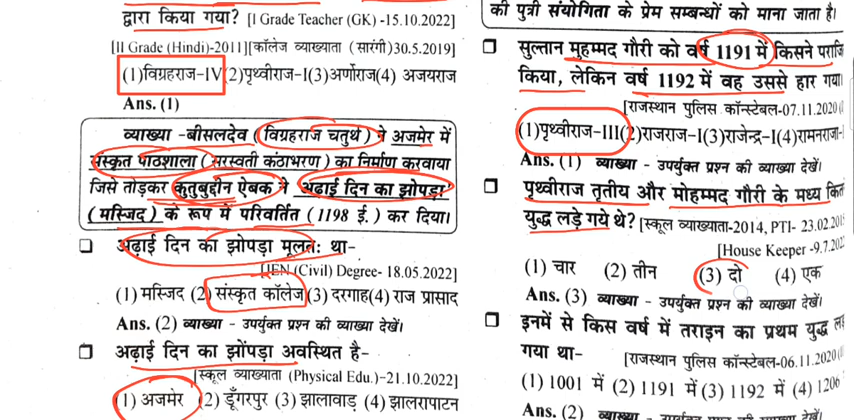 द्वारा किया गया? [I Grade Teacher (GK) -15.10.2022]
[II Grade (Hindi)-2011][कॉलेज व्याख्याता (सारंगी)30.5.2019]
(1)विग्रहराज-IV(2)पृथ्वीराज-I(3)अर्णोराज(4) अजयराज
Ans. (1)
व्याख्या -बीसलदेव (विग्रहराज चतुर्थ) ने अजमेर में
संस्कृत पाठशाला (सरस्वती कंठाभरण) का निर्माण करवाया
जिसे तोड़कर कुतुबुद्दीन ऐबक ने अढ़ाई दिन का झोपड़ा
(मस्जिद) के रूप में परिवर्तित (1198 ई.) कर दिया।
अढ़ाई दिन का झोपड़ा मूलतः था-
[JEN (Civil) Degree- 18.05.2022]
(1) मस्जिद (2) संस्कृत कॉलेज(3) दरगाह(4) राज प्रासाद
Ans. (2) व्याख्या - उपर्युक्त प्रश्न की व्याख्या देखें।
अढ़ाई दिन का झोंपड़ा अवस्थित है-
[स्कूल व्याख्याता (Physical Edu.)-21.10.2022]
(1) अजमेर (2) डूँगरपुर (3) झालावाड़ (4) झालरापाटन
की पुत्री संयोगिता के प्रेम सम्बन्धों को माना जाता है।
सुल्तान मुहम्मद गौरी को वर्ष 1191 में किसने
किया, लेकिन वर्ष 1192 में वह उससे हार गया
[राजस्थान पुलिस कॉन्स्टेबल-07.11.2020
(1)पृथ्वीराज-III(2)राजराज-I(3)राजेन्द्र-I(4)रामनराजा-
Ans. (1) व्याख्या - उपर्युक्त प्रश्न की व्याख्या देखें।
पृथ्वीराज तृतीय और मोहम्मद गौरी के मध्य
युद्ध लड़े गये थे? [स्कूल व्याख्याता-2014, PTI- 23.02.
[House Keeper -9.7.
(1) चार (2) तीन (3) दो (4) एक
Ans. (3) व्याख्या - उपर्युक्त प्रश्न की व्याख्या देखें।
इनमें से किस वर्ष में तराइन का प्रथम युद्ध
गया था- [राजस्थान पुलिस कॉन्स्टेबल-06.11.2020
(1) 1001 में (2) 1191 में (3) 1192 में (4) 1206
Ans. (2) व्याख्या - उपर्युक्त प्रश्न की व्याख्या देखें।